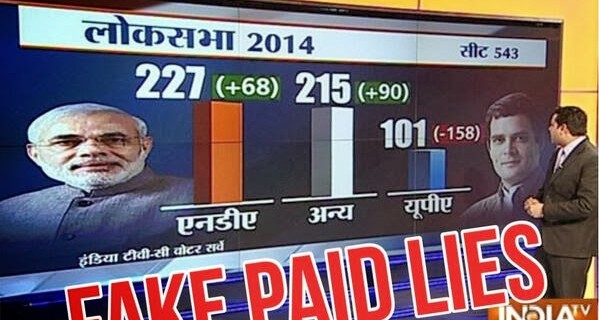 लोकसभा 2014
सीट 543
227 (+68) 215 (+90)
101 (-158)
एनडीए अन्य यूपीए
इंडिया टीवी-सी वोटर सर्वे
FAKE PAID LIES
INDIA TV